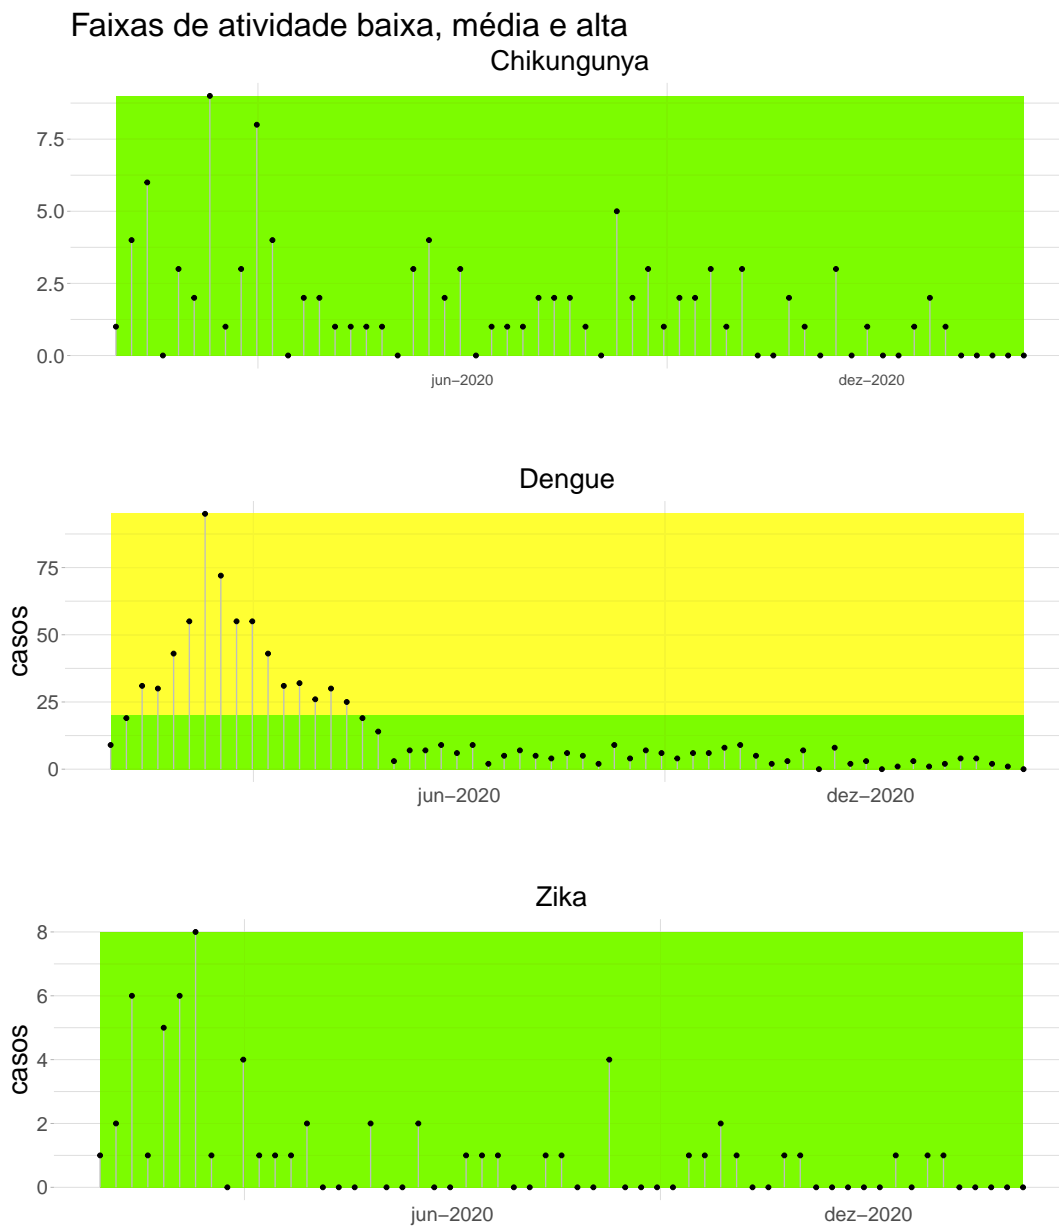 Faixas de atividade baixa, média e alta
Chikungunya
7.5
5.0
2.5
0.0
jun−2020
dez−2020
Dengue
casos
75
50
25
0
jun−2020
dez−2020
Zika
casos
8
6
4
2
0
jun−2020
dez−2020